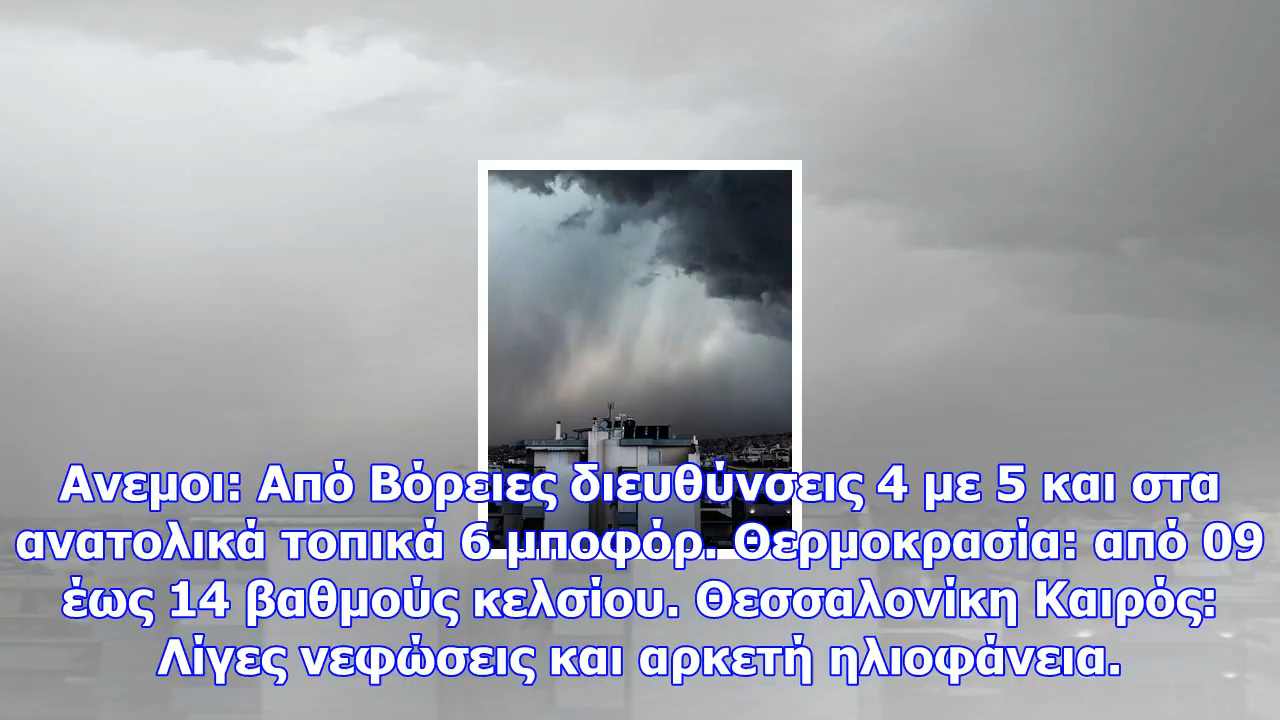 Ανεμοι: Από Βόρειες διευθύνσεις 4 με 5 και στα
ανατολικά τοπικά 6 μποφόρ. Θερμοκρασία: από 09
έως 14 βαθμούς κελσίου. Θεσσαλονίκη Καιρός:
Λίγες νεφώσεις και αρκετή ηλιοφάνεια.